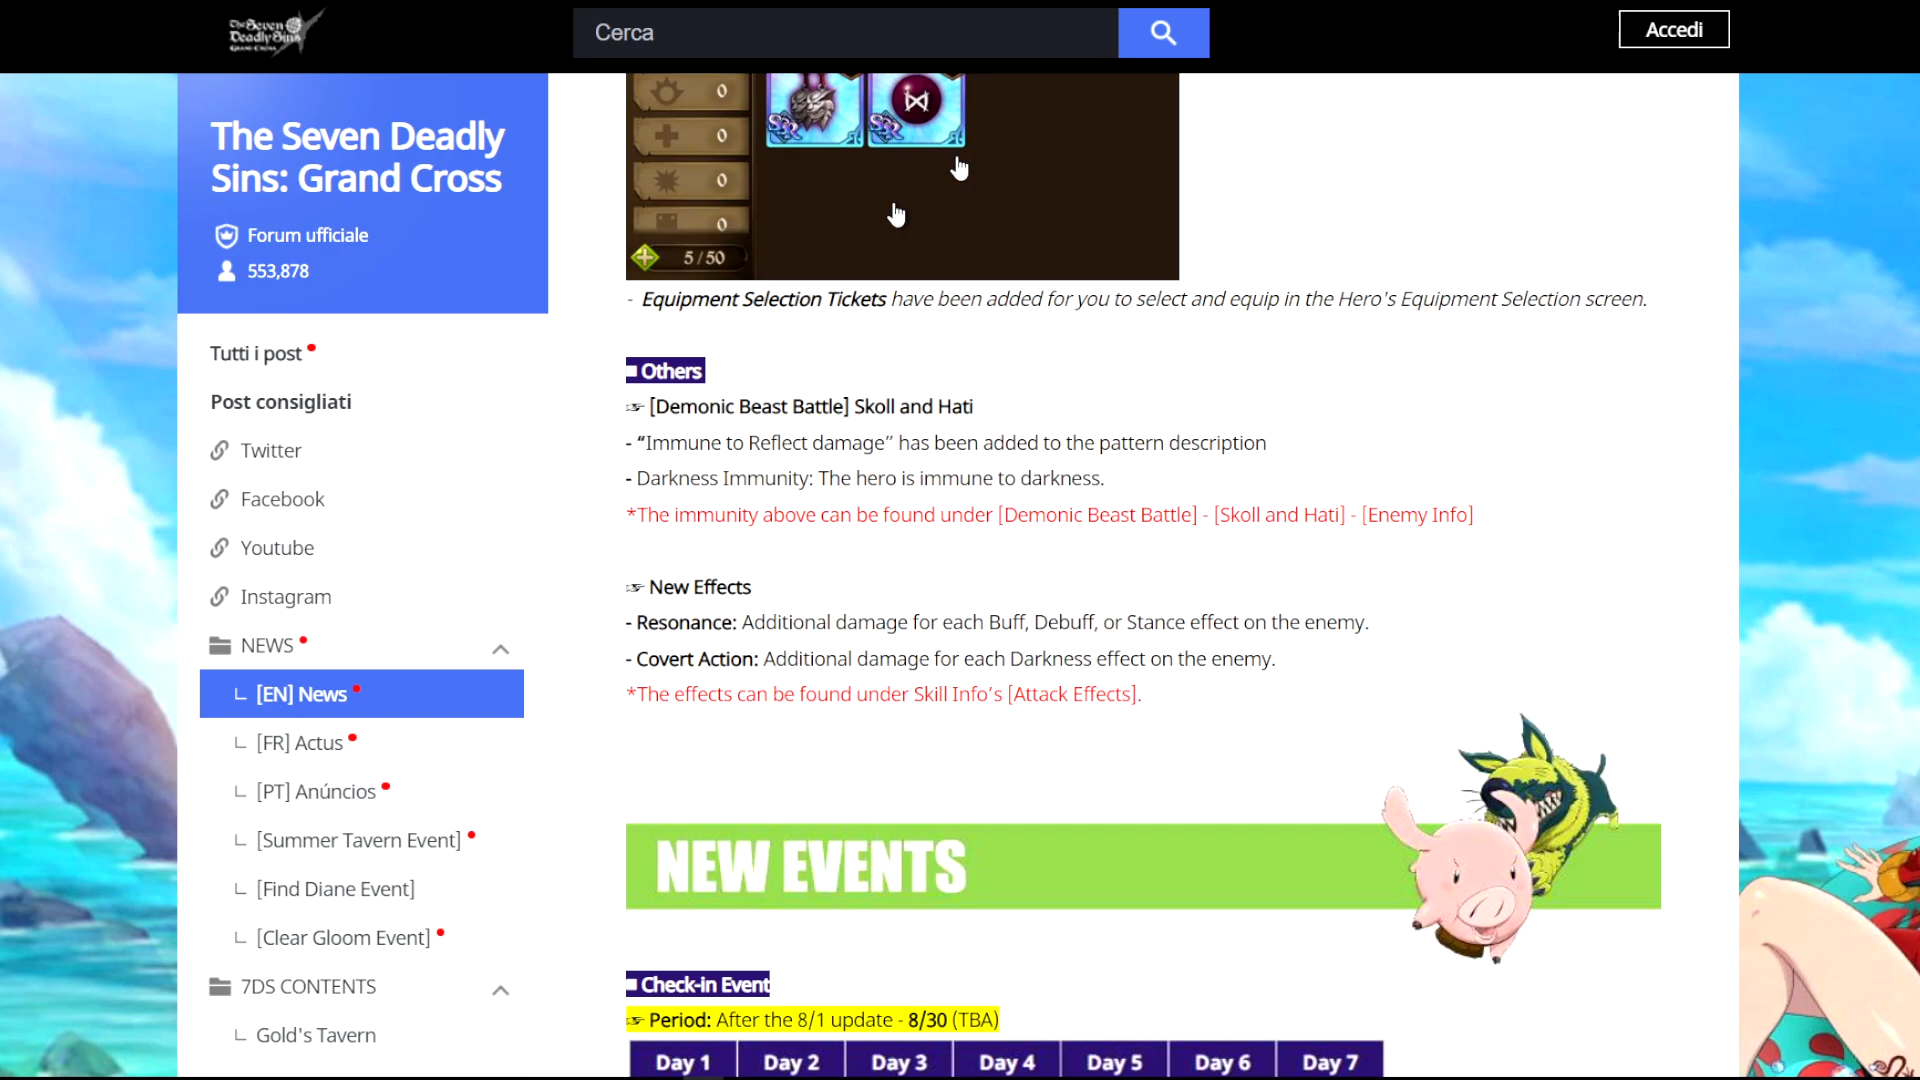 The Seven
Deadly Sins
GRAND CROSS
Cerca
Accedi
The Seven Deadly
Sins: Grand Cross
Forum ufficiale
553,878
Tutti i post
Post consigliati
Twitter
Facebook
Youtube
Instagram
NEWS
[EN] News
[FR] Actus
[PT] Anúncios
[Summer Tavern Event]
[Find Diane Event]
[Clear Gloom Event]
7DS CONTENTS
Gold's Tavern
0
0
0
0
5/50
SSR
SSR
- Equipment Selection Tickets have been added for you to select and equip in the Hero's Equipment Selection screen.
■ Others
☞ [Demonic Beast Battle] Skoll and Hati
- “Immune to Reflect damage” has been added to the pattern description
- Darkness Immunity: The hero is immune to darkness.
*The immunity above can be found under [Demonic Beast Battle] - [Skoll and Hati] - [Enemy Info]
☞ New Effects
- Resonance: Additional damage for each Buff, Debuff, or Stance effect on the enemy.
- Covert Action: Additional damage for each Darkness effect on the enemy.
*The effects can be found under Skill Info’s [Attack Effects].
NEW EVENTS
■ Check-in Event
☞ Period: After the 8/1 update - 8/30 (TBA)
Day 1 Day 2 Day 3 Day 4 Day 5 Day 6 Day 7